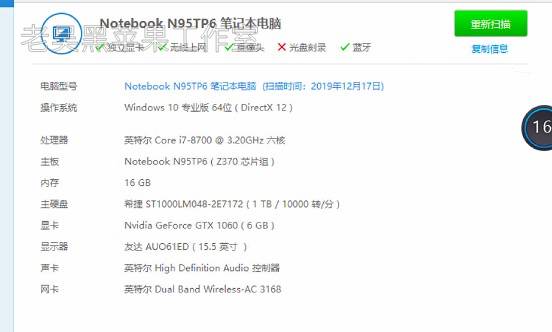 Notebook N95TP6 笔记本电脑
重新扫描
老吴黑苹果工作室
独立显卡 无线上网 摄像头 光盘刻录 蓝牙
复制信息
电脑型号 Notebook N95TP6 笔记本电脑 (扫描时间：2019年12月17日)
操作系统 Windows 10 专业版 64位 ( DirectX 12 )
处理器 英特尔 Core i7-8700 @ 3.20GHz 六核
主板 Notebook N95TP6 ( Z370 芯片组 )
内存 16 GB
主硬盘 希捷 ST1000LM048-2E7172 ( 1 TB / 10000 转/分 )
显卡 Nvidia GeForce GTX 1060 ( 6 GB )
显示器 友达 AUO61ED ( 15.5 英寸 )
声卡 英特尔 High Definition Audio 控制器
网卡 英特尔 Dual Band Wireless-AC 3168
16